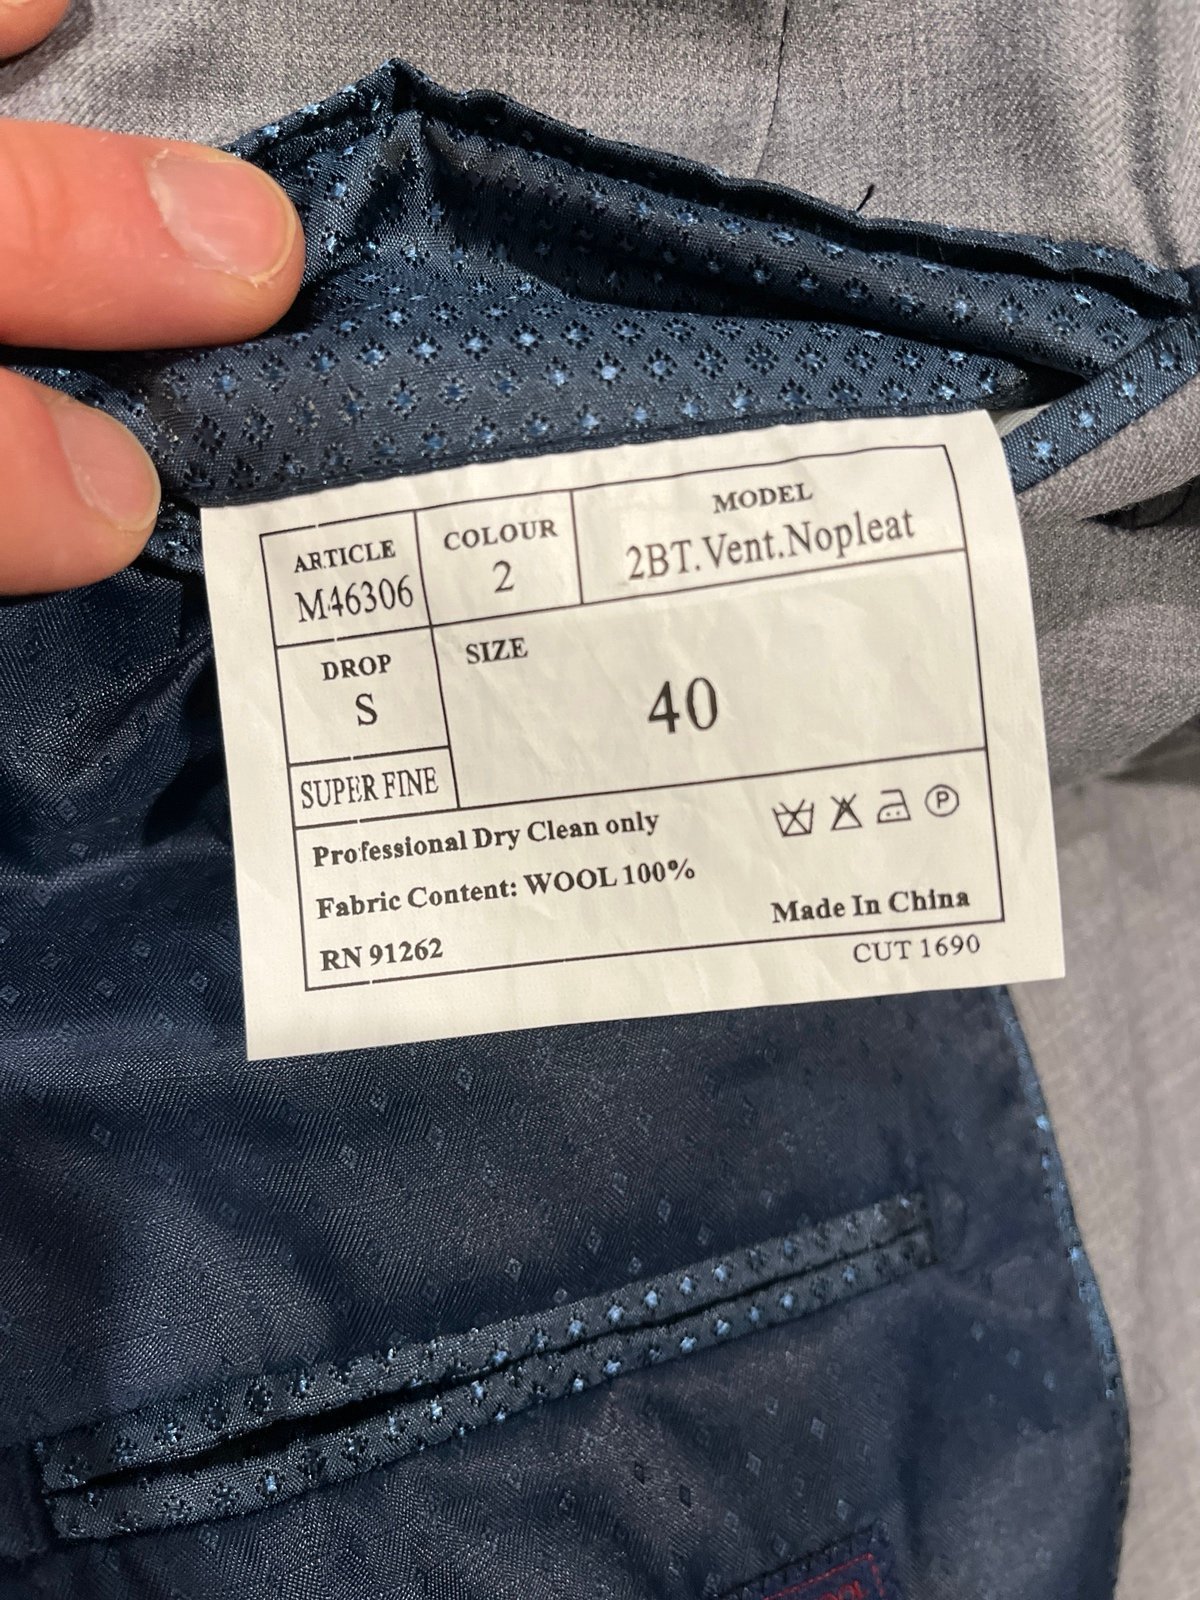 ARTICLE
M46306
COLOUR
2
MODEL
2BT.Vent.Nopleat
DROP
S
SIZE
40
SUPER FINE
Professional Dry Clean only
P
Fabric Content: WOOL 100%
Made In China
RN 91262
CUT 1690